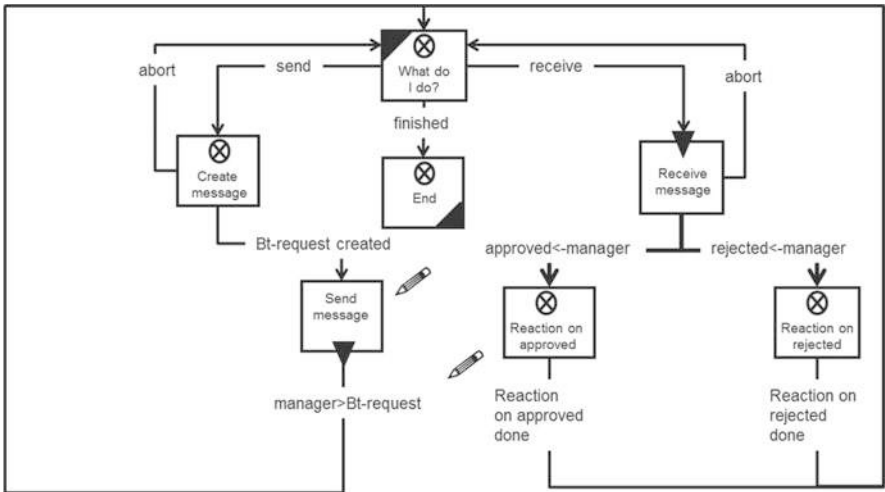 abort
send
What do
I do?
receive
abort
finished
Create
message
End
Receive
message
Bt-request created
approved<-manager
rejected<-manager
Send
message
Reaction on
approved
Reaction on
rejected
manager>Bt-request
Reaction
on approved
done
Reaction on
rejected
done